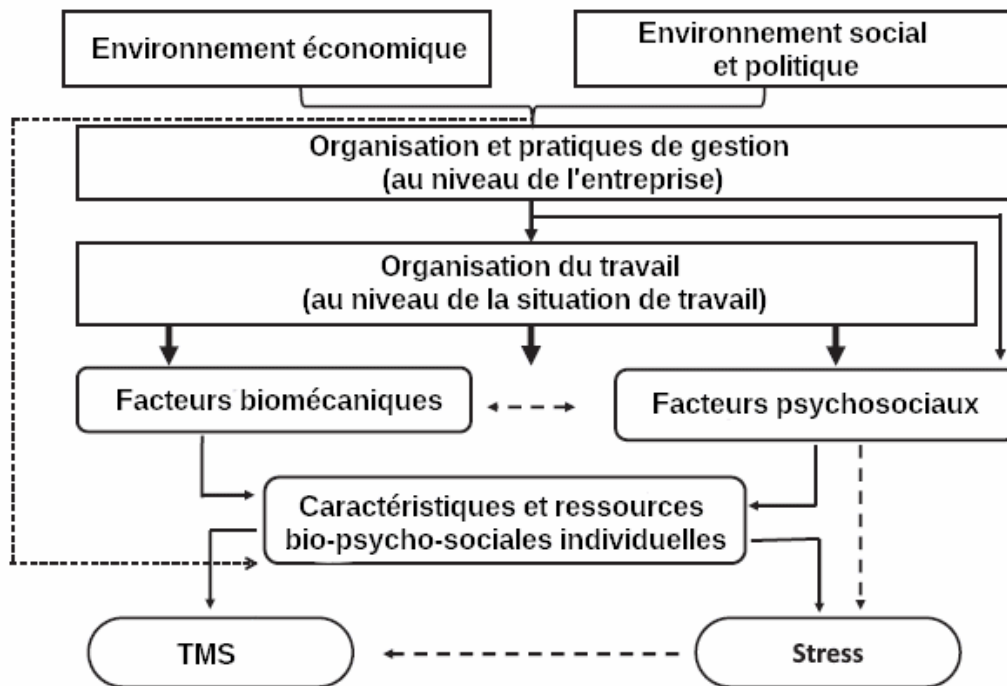 Environnement économique
Environnement social
et politique
Organisation et pratiques de gestion
(au niveau de l'entreprise)
Organisation du travail
(au niveau de la situation de travail)
Facteurs biomécaniques
Facteurs psychosociaux
Caractéristiques et ressources
bio-psycho-sociales individuelles
TMS
Stress